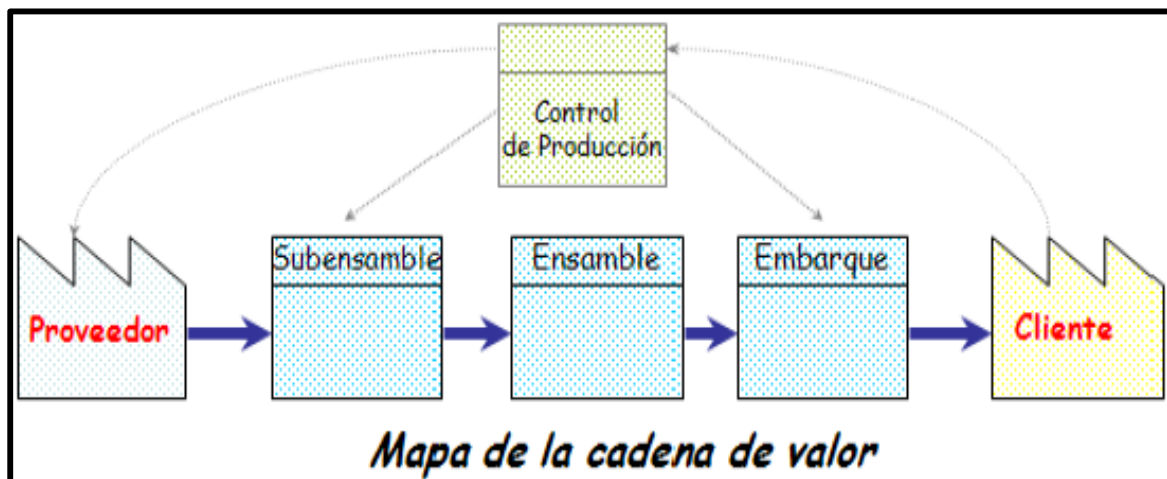 Control
de Producción
Subensamble
Ensamble
Embarque
Proveedor
Cliente
Mapa de la cadena de valor